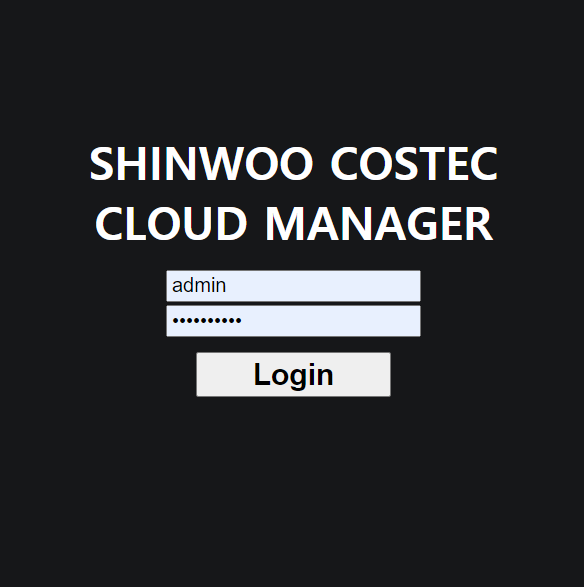 SHINWOO COSTEC
CLOUD MANAGER
admin
••••••••••
Login